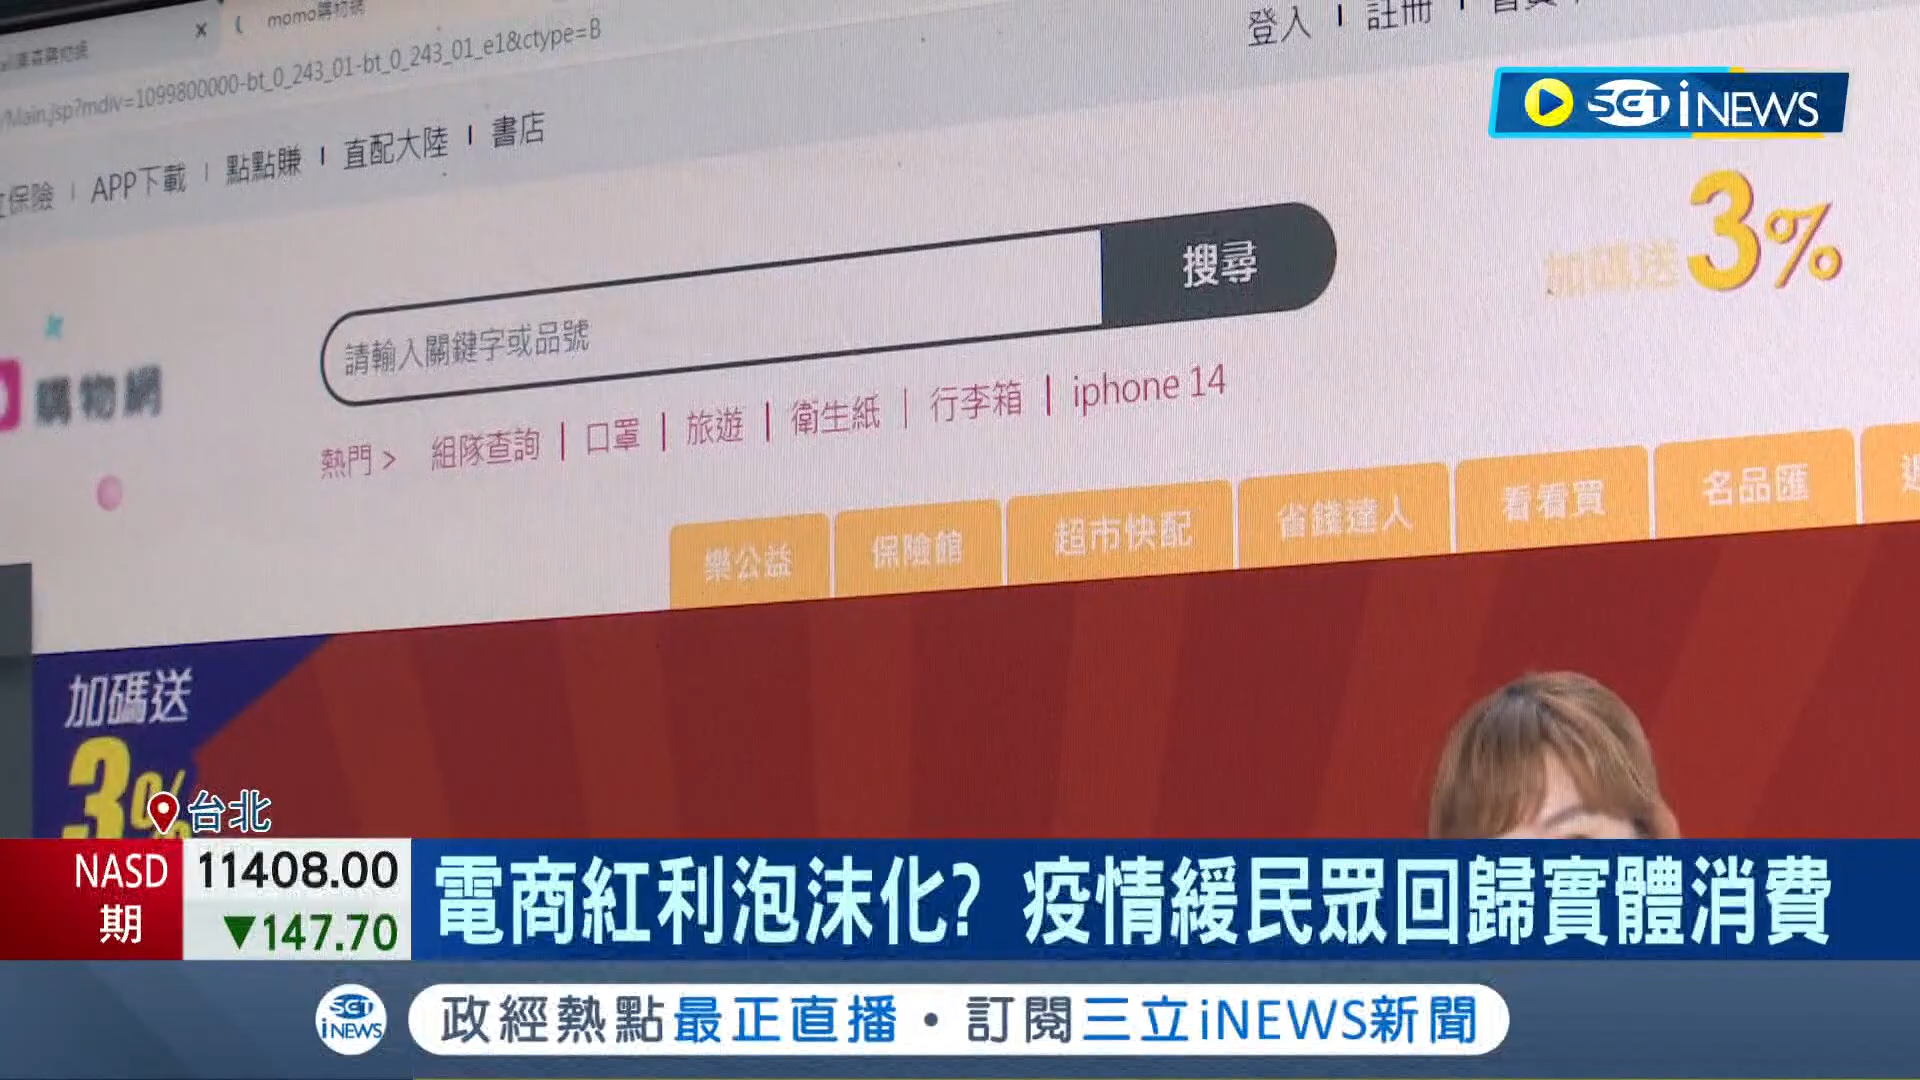 momo購物網
/Main.jsp?mdiv=1099800000-bt_0_243_01-bt_0_243_01_e1&ctype=B
登入 | 註冊
SET iNEWS
保險 | APP下載 | 點點賺 | 直配大陸 | 書店
加碼送3%
搜尋
請輸入關鍵字或品號
購物網
熱門 > 組隊查詢 | 口罩 | 旅遊 | 衛生紙 | 行李箱 | iphone 14
樂公益 保險館 超市快配 省錢達人 看看買 名品匯
加碼送
3%
台北
NASD期 11408.00 ▼147.70
電商紅利泡沫化? 疫情緩民眾回歸實體消費
SET iNEWS
政經熱點最正直播・訂閱三立iNEWS新聞